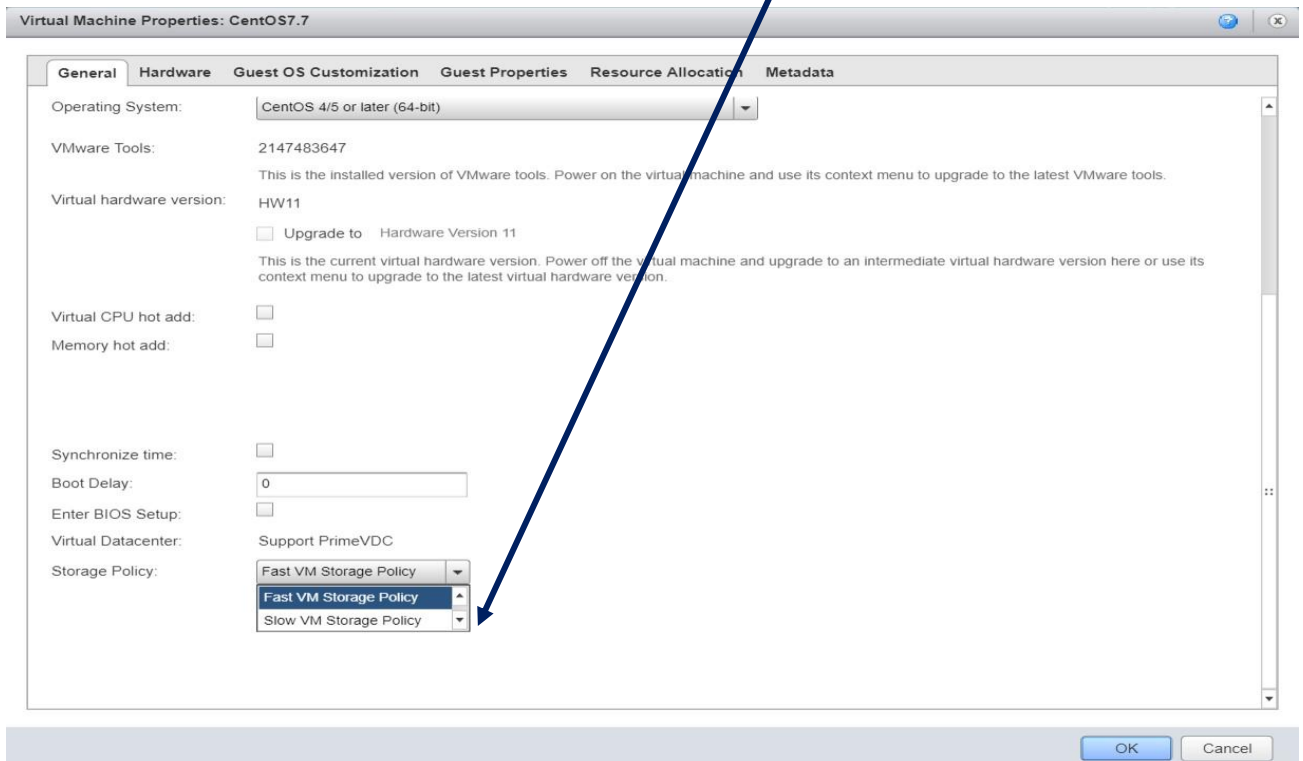 Virtual Machine Properties: CentOS7.7
General Hardware Guest OS Customization Guest Properties Resource Allocation Metadata
Operating System: CentOS 4/5 or later (64-bit)
VMware Tools: 2147483647
This is the installed version of VMware tools. Power on the virtual machine and use its context menu to upgrade to the latest VMware tools.
Virtual hardware version: HW11
Upgrade to Hardware Version 11
This is the current virtual hardware version. Power off the virtual machine and upgrade to an intermediate virtual hardware version here or use its
context menu to upgrade to the latest virtual hardware version.
Virtual CPU hot add:
Memory hot add:
Synchronize time:
Boot Delay: 0
Enter BIOS Setup:
Virtual Datacenter: Support PrimeVDC
Storage Policy: Fast VM Storage Policy
Fast VM Storage Policy
Slow VM Storage Policy
OK Cancel